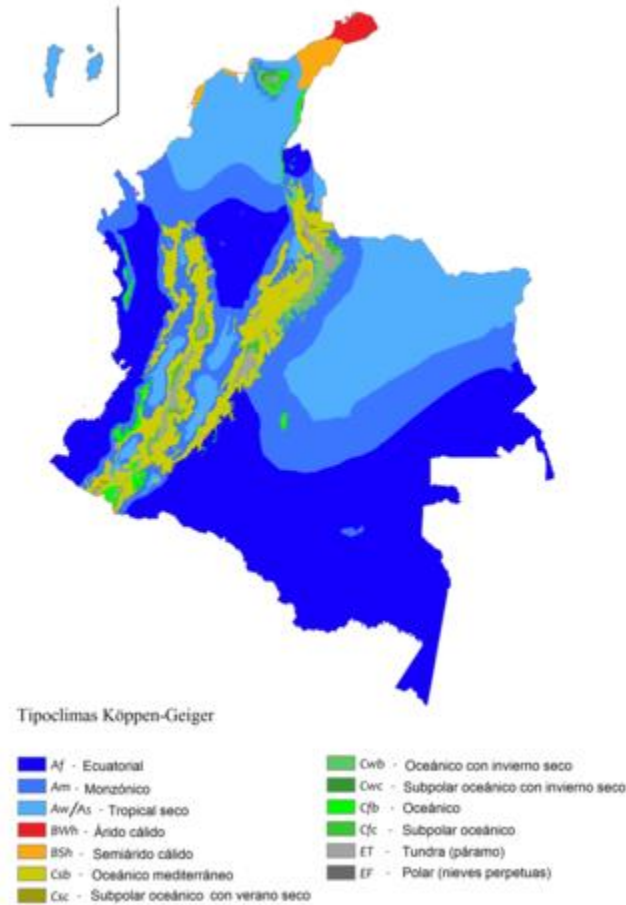 Tipoclimas Köppen-Geiger
Af - Ecuatorial
Am - Monzónico
Aw/As - Tropical seco
BWh - Árido cálido
BSh - Semiárido cálido
Csb - Oceánico mediterráneo
Csc - Subpolar oceánico con verano seco
Cwb - Oceánico con invierno seco
Cwc - Subpolar oceánico con invierno seco
Cfb - Oceánico
Cfc - Subpolar oceánico
ET - Tundra (páramo)
EF - Polar (nieves perpetuas)